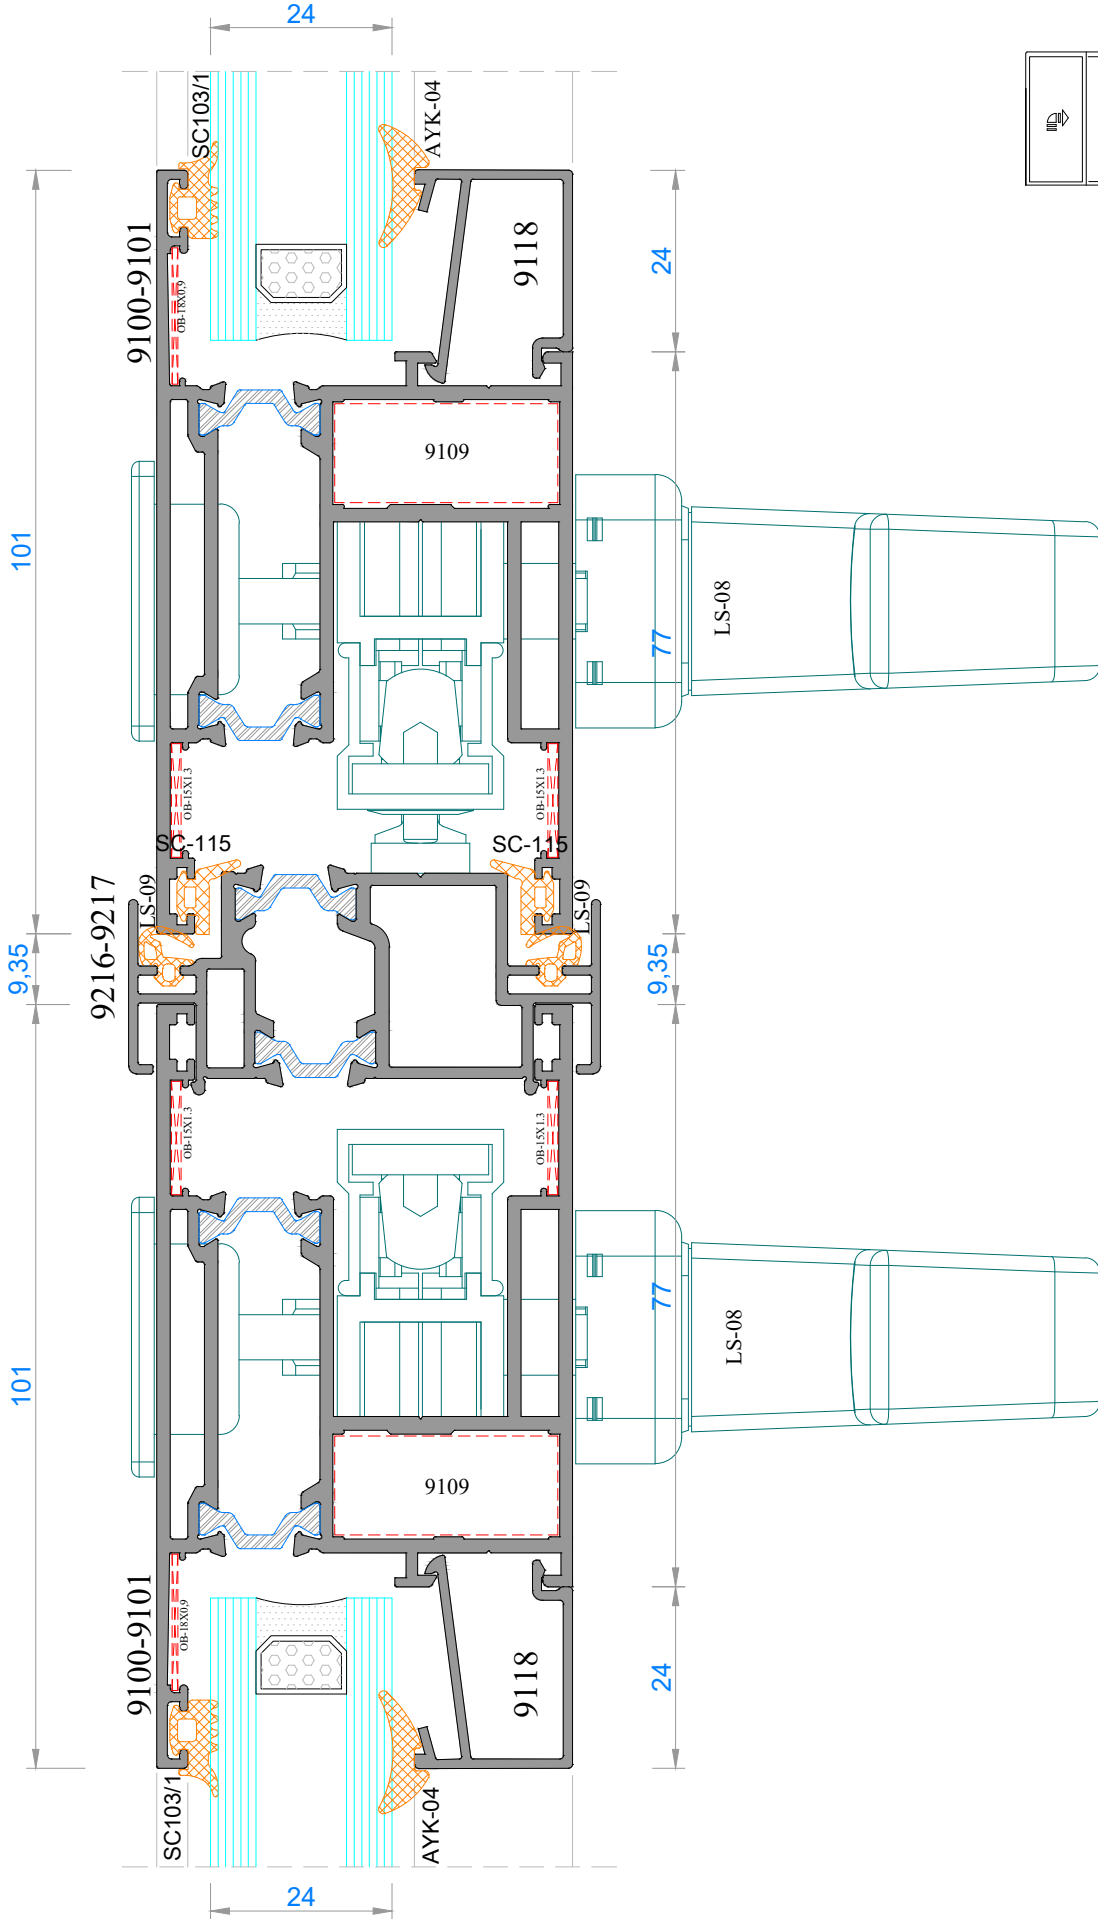 24
SC103/1
AYK-04
9100-9101
9118
24
OB-18X0,9
9109
101
LS-08
77
OB-15X1.3
OB-15X1.3
SC-115
SC-115
LS-09
LS-09
9216-9217
9,35
9,35
OB-15X1.3
OB-15X1.3
77
LS-08
101
9109
9100-9101
OB-18X0,9
9118
24
SC103/1
AYK-04
24